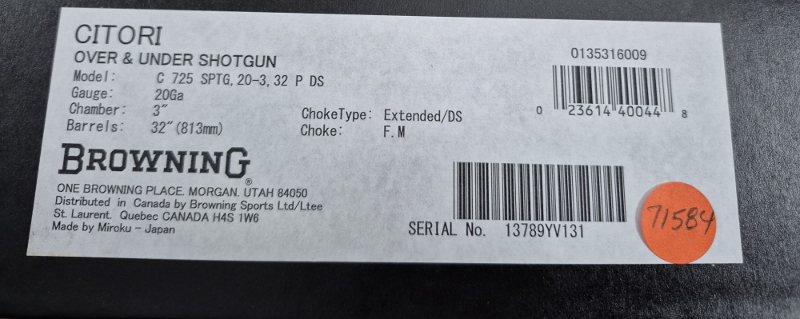 CITORI
OVER & UNDER SHOTGUN
Model: C 725 SPTG, 20-3, 32 P DS
Gauge: 20Ga
Chamber: 3"
Barrels: 32"(813mm)
ChokeType: Extended/DS
Choke: F.M
0135316009
0 23614 40044 8
BROWNING®
ONE BROWNING PLACE. MORGAN. UTAH 84050
Distributed in Canada by Browning Sports Ltd/Ltee
St. Laurent. Quebec CANADA H4S 1W6
Made by Miroku - Japan
SERIAL No. 13789YV131
71584